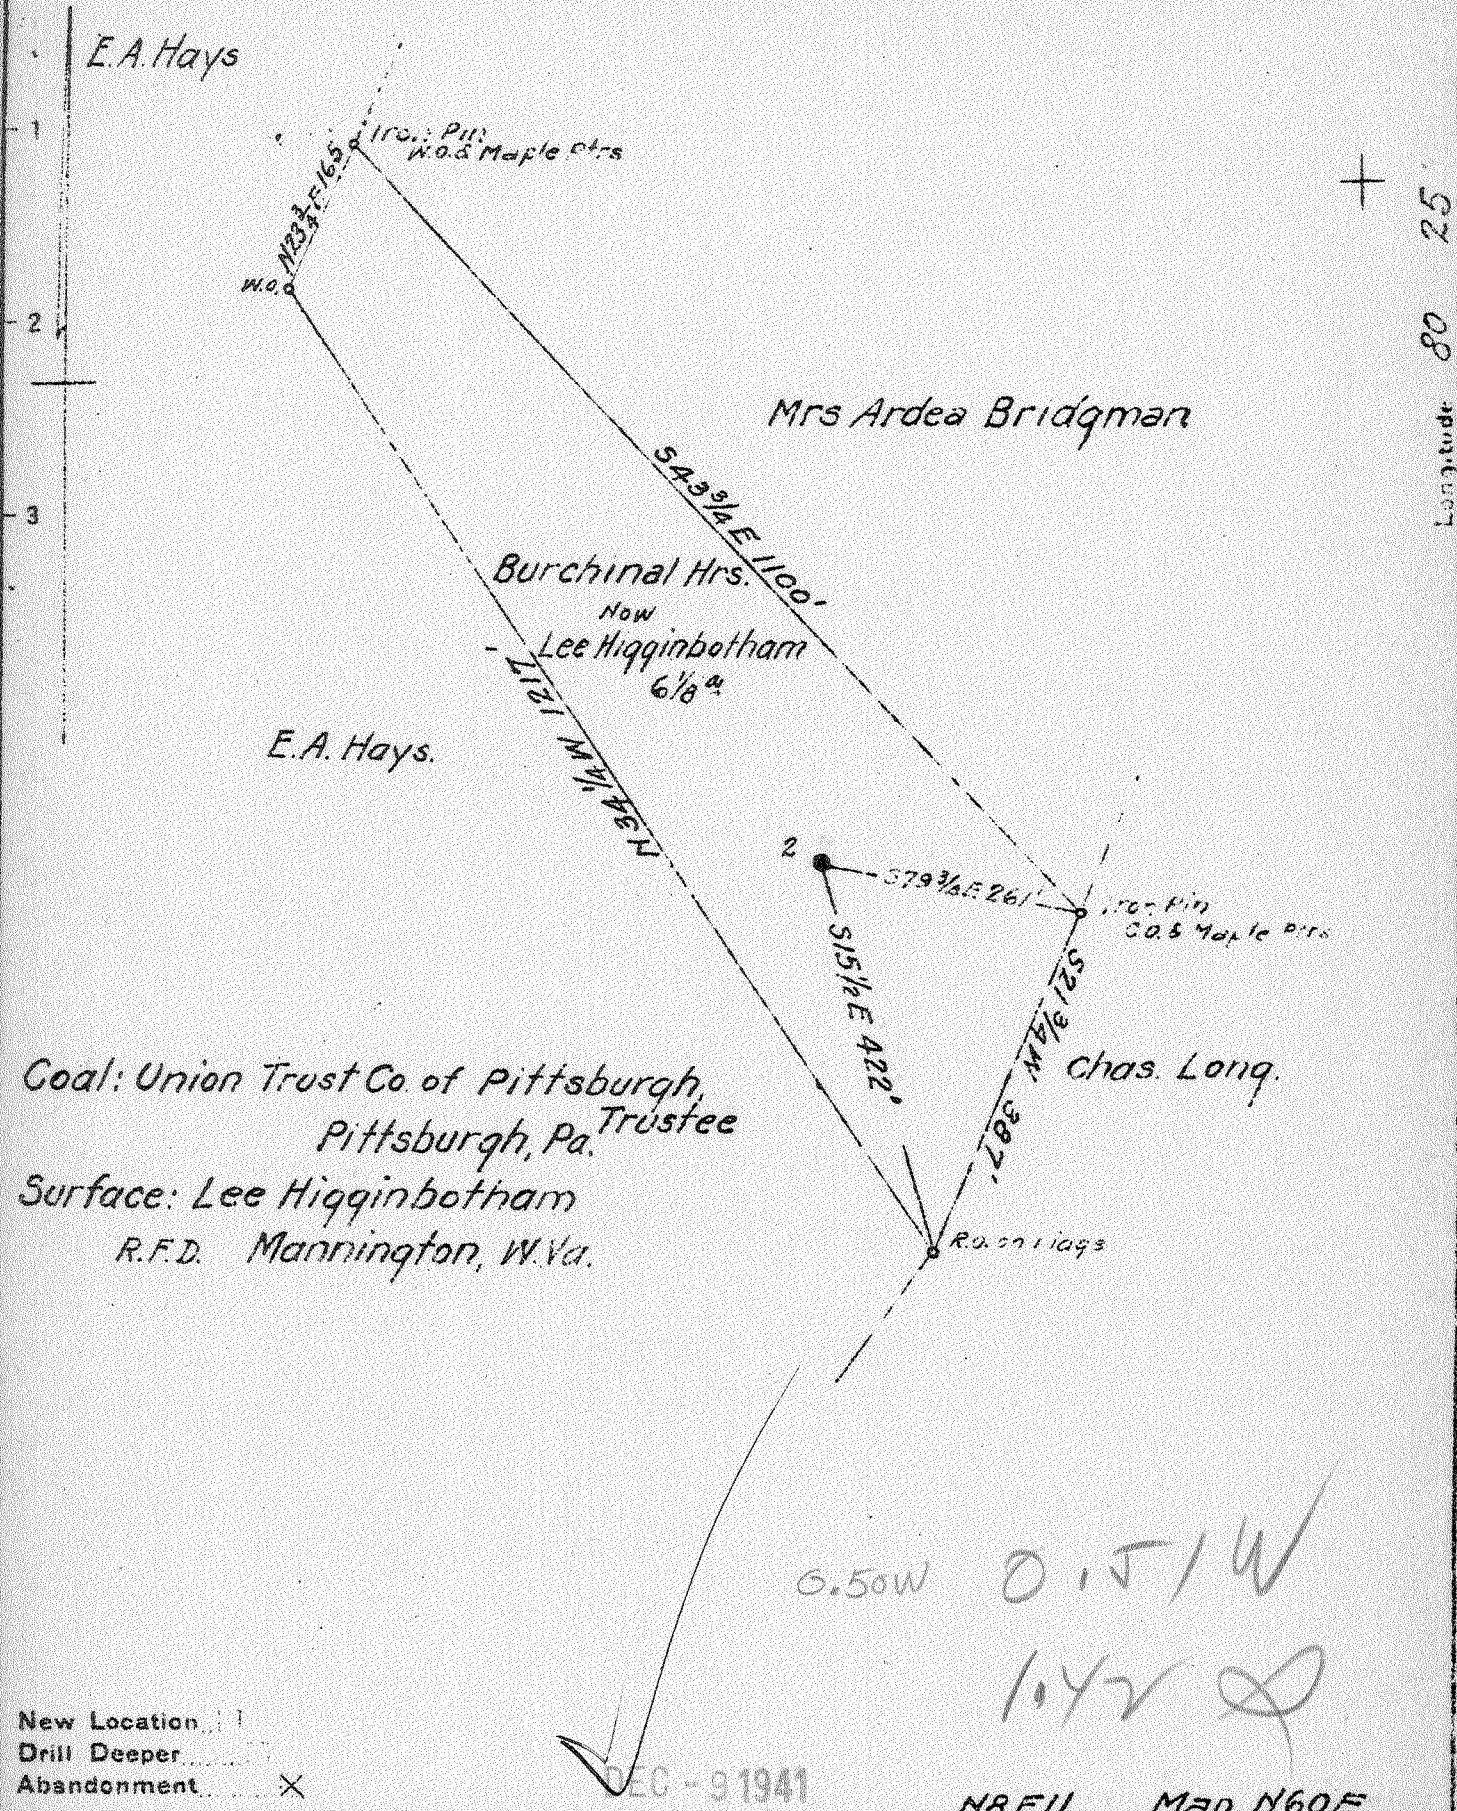 E.A. Hays
1
Iron Pin
W.O. & Maple Ptrs
N23 3/4 E 165
W.O.
2
25
80
Longitude
Mrs Ardea Bridgman
S43 3/4 E 1100'
3
Burchinal Hrs.
Now
Lee Higginbotham
6 1/8 a
N34 1/4 W 1217'
E.A. Hays.
2
S79 3/4 E 261'
Iron Pin
C.O. & Maple Ptrs
S15 1/2 E 422'
S21 3/4 W 387'
Chas. Long.
Coal: Union Trust Co. of Pittsburgh,
Trustee
Pittsburgh, Pa.
Surface: Lee Higginbotham
R.F.D. Mannington, W.Va.
R.O. on
0.50W
0.51W
1.42
New Location
Drill Deeper
Abandonment X
DEC - 9 1941
Map N60E